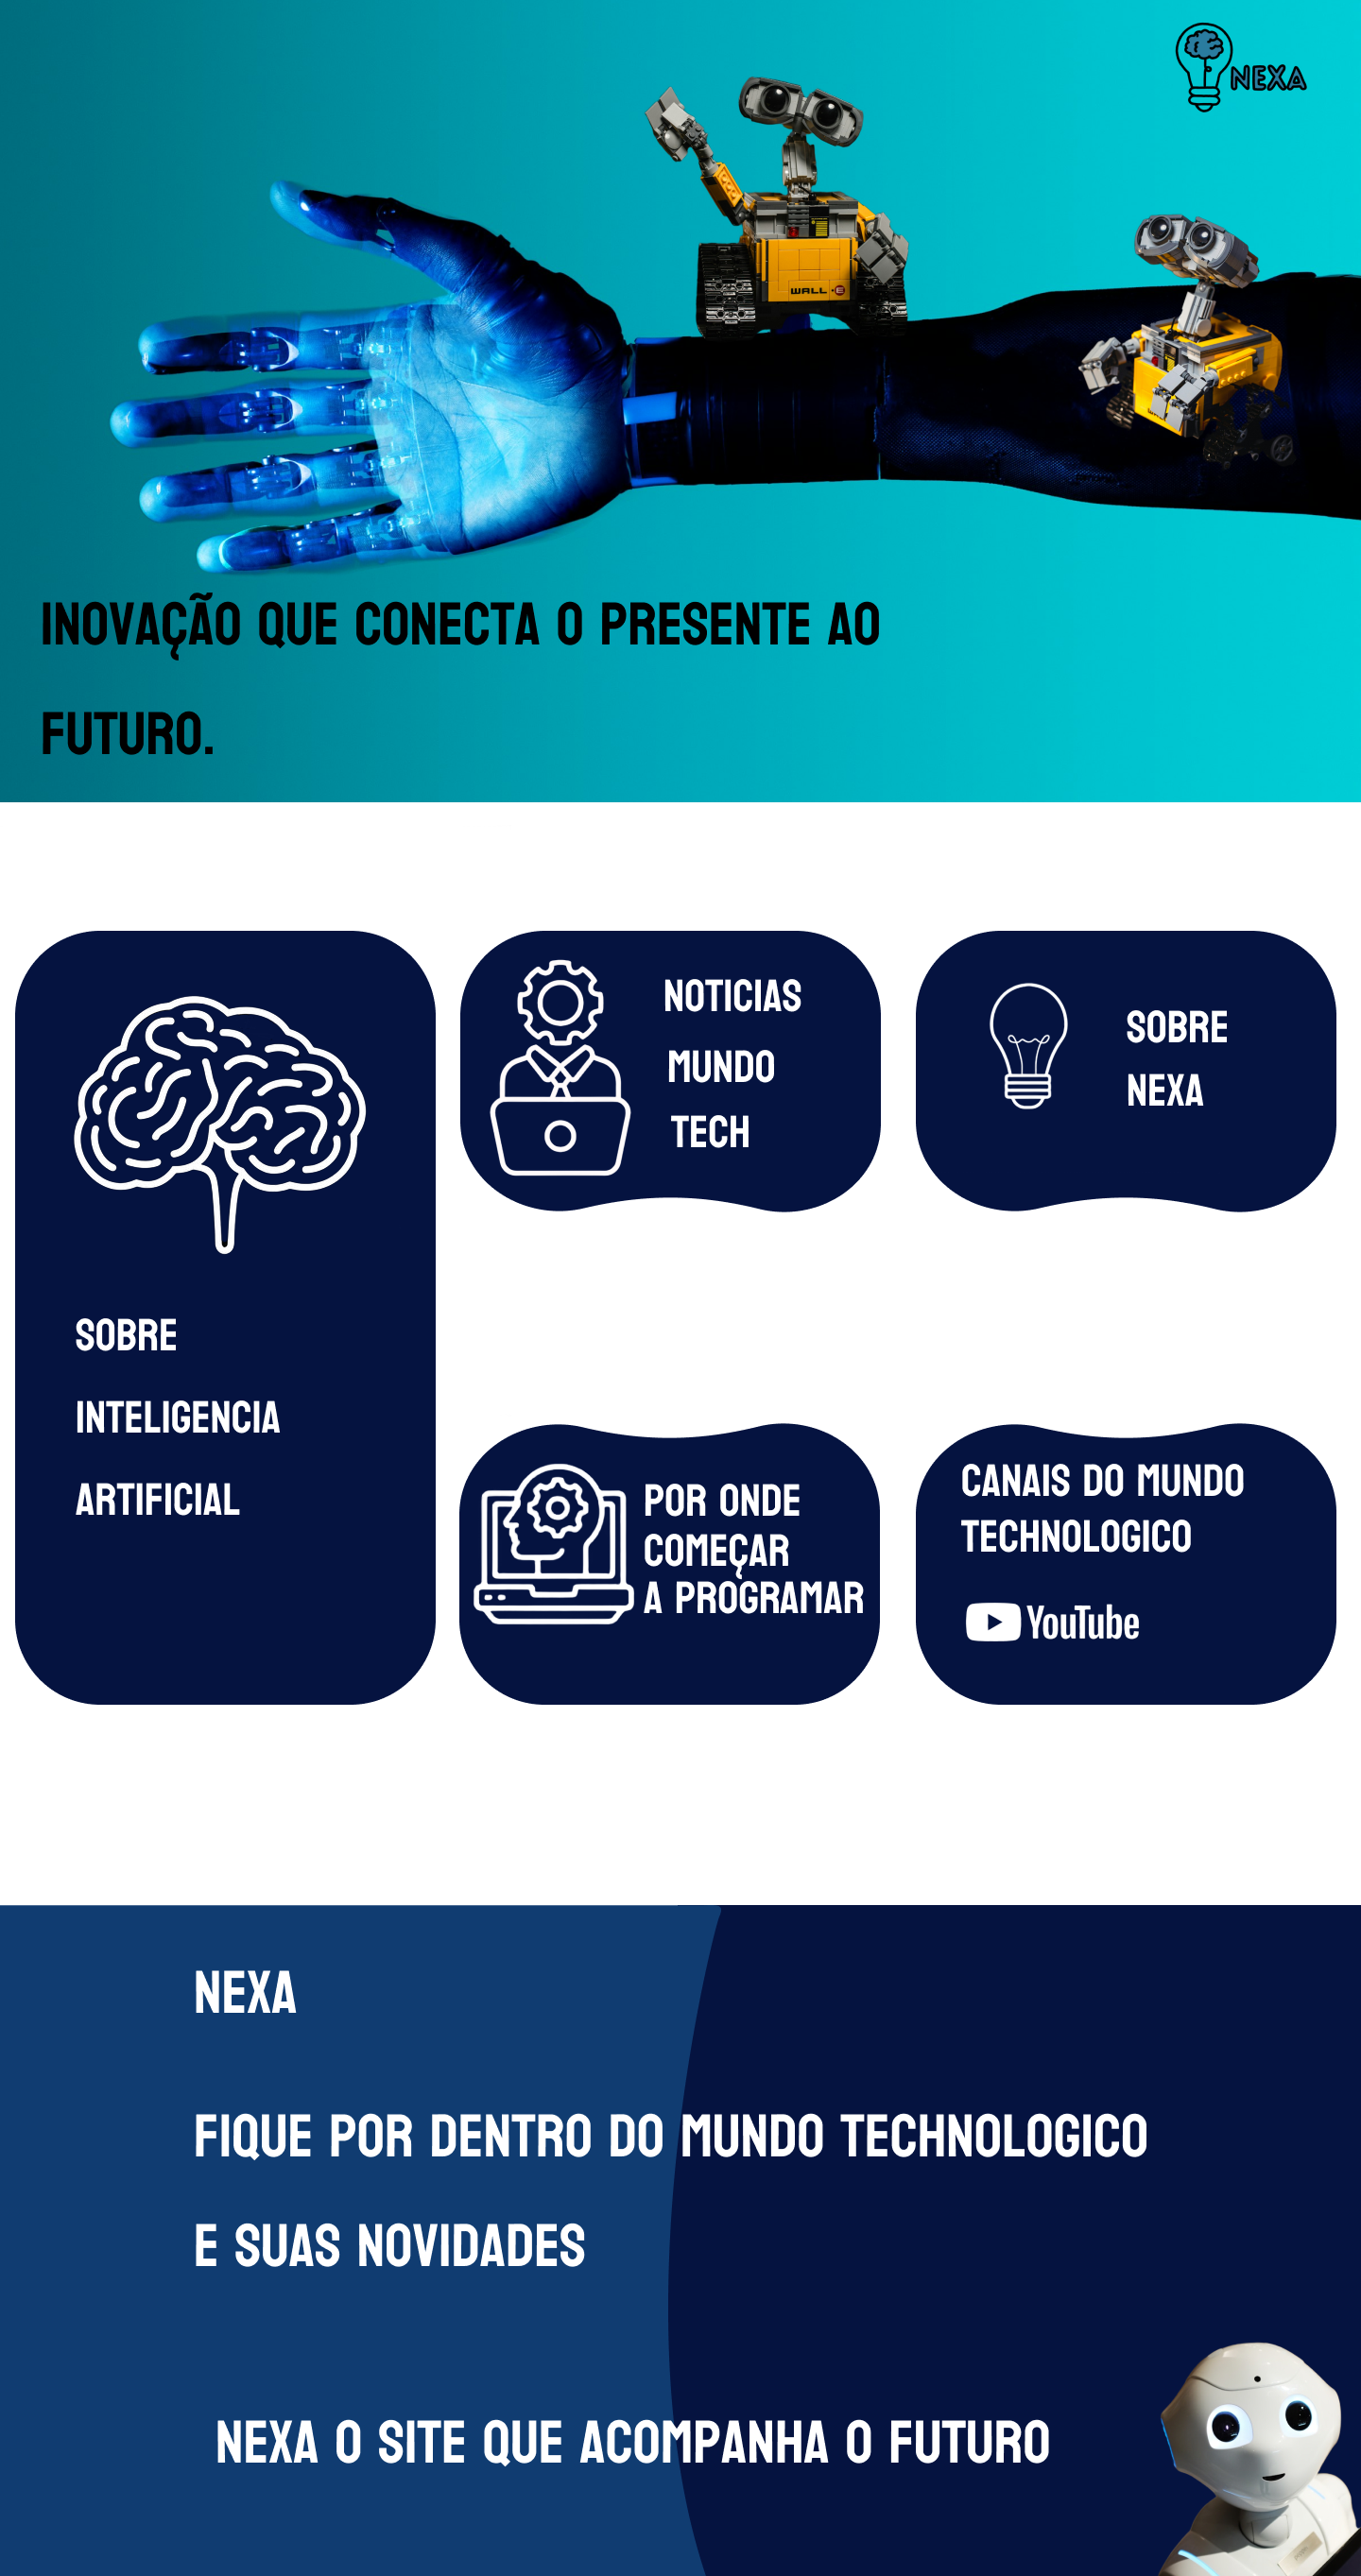 NEXA
WALL·E
INOVAÇÃO QUE CONECTA O PRESENTE AO
FUTURO.
SOBRE
INTELIGENCIA
ARTIFICIAL
NOTICIAS
MUNDO
TECH
SOBRE
NEXA
POR ONDE
COMEÇAR
A PROGRAMAR
CANAIS DO MUNDO
TECHNOLOGICO
YouTube
NEXA
FIQUE POR DENTRO DO MUNDO TECHNOLOGICO
E SUAS NOVIDADES
NEXA O SITE QUE ACOMPANHA O FUTURO